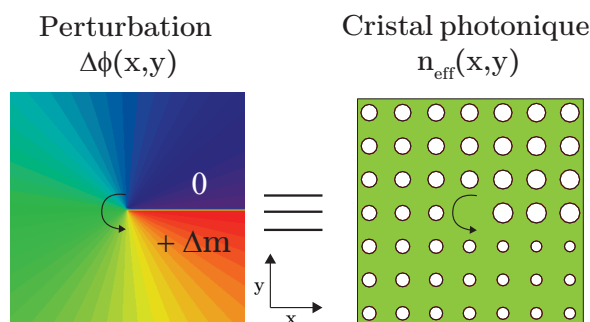 Perturbation
Δϕ(x,y)
Cristal photonique
n_eff(x,y)
0
+ Δm
y
x